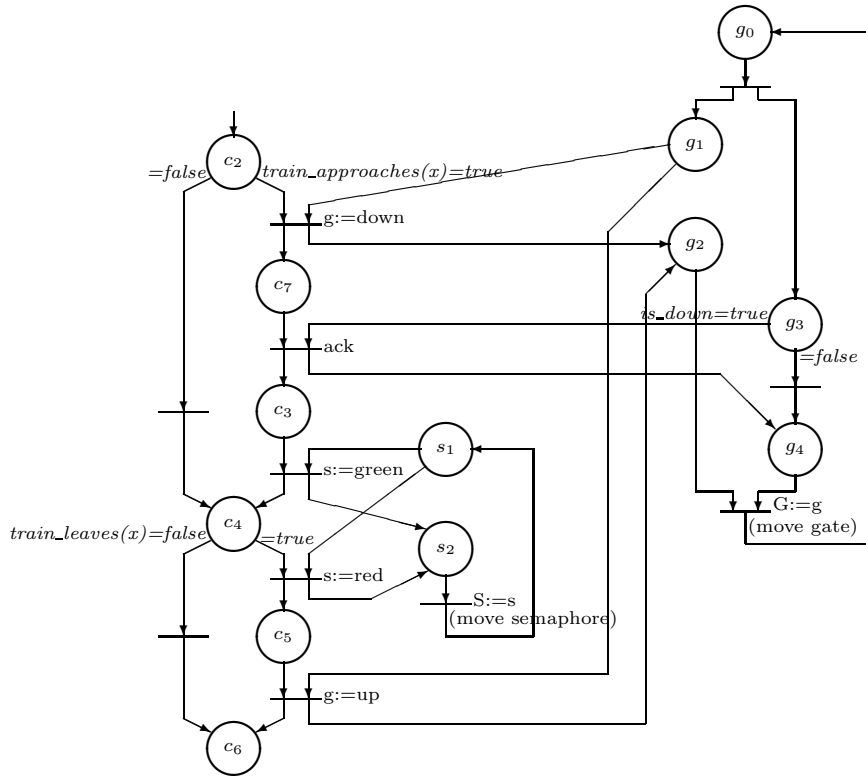 g0
g1
c2
=false
train_approaches(x)=true
g:=down
g2
c7
is_down=true
g3
ack
=false
c3
s1
g4
s:=green
G:=g
(move gate)
c4
train_leaves(x)=false
=true
s2
s:=red
S:=s
(move semaphore)
c5
g:=up
c6